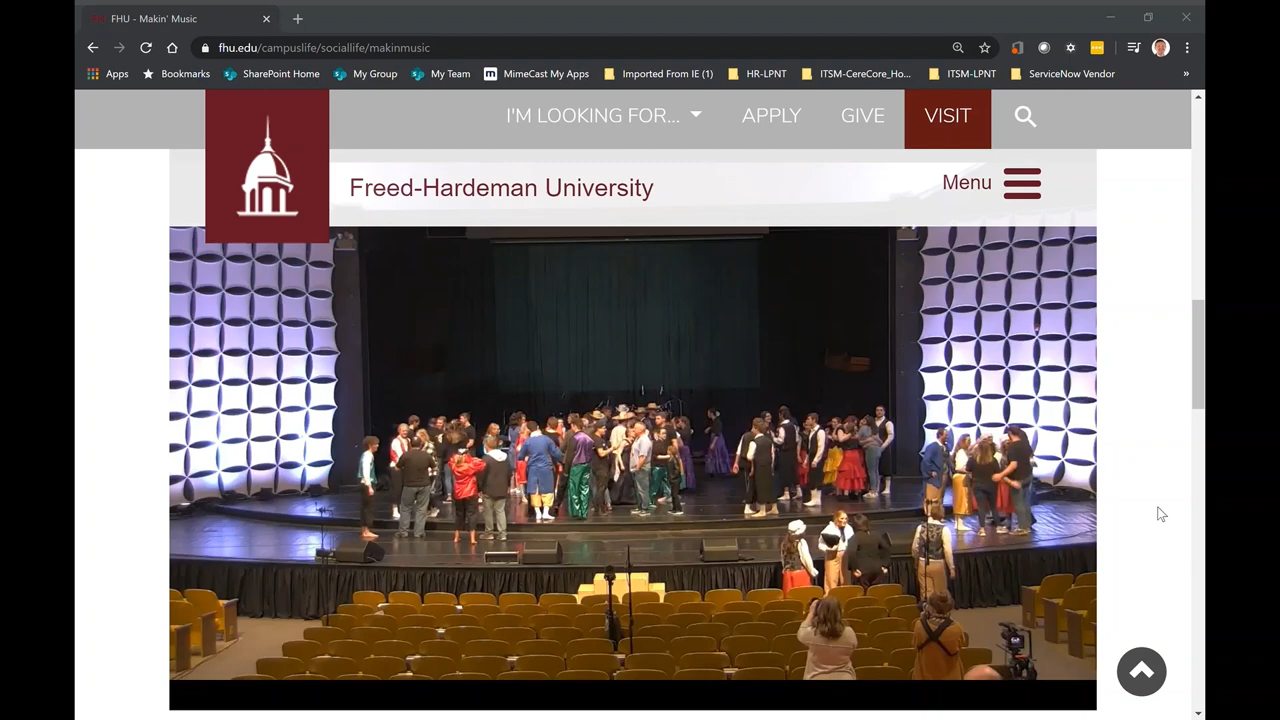 FHU - Makin' Music
fhu.edu/campuslife/sociallife/makinmusic
Apps Bookmarks SharePoint Home My Group My Team m MimeCast My Apps Imported From IE (1) HR-LPNT ITSM-CereCore_Ho... ITSM-LPNT ServiceNow Vendor »
I'M LOOKING FOR... APPLY GIVE VISIT
Freed-Hardeman University
Menu